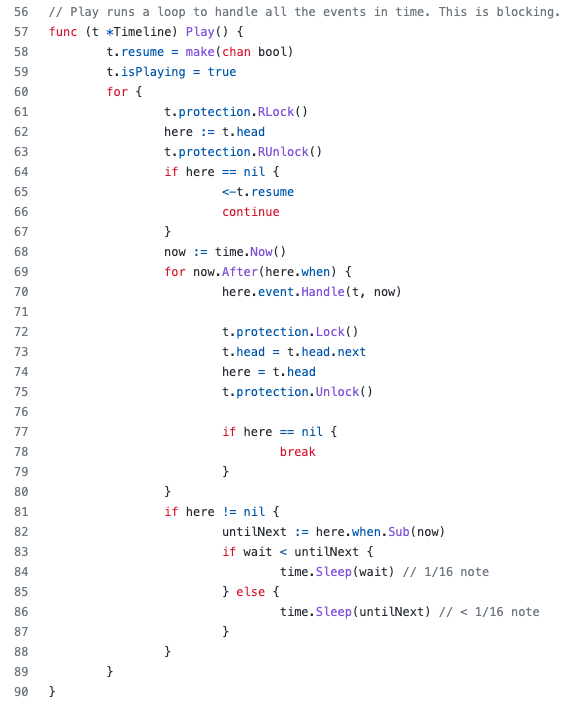 56 // Play runs a loop to handle all the events in time. This is blocking.
57 func (t *Timeline) Play() {
58 t.resume = make(chan bool)
59 t.isPlaying = true
60 for {
61 t.protection.RLock()
62 here := t.head
63 t.protection.RUnlock()
64 if here == nil {
65 <-t.resume
66 continue
67 }
68 now := time.Now()
69 for now.After(here.when) {
70 here.event.Handle(t, now)
71
72 t.protection.Lock()
73 t.head = t.head.next
74 here = t.head
75 t.protection.Unlock()
76
77 if here == nil {
78 break
79 }
80 }
81 if here != nil {
82 untilNext := here.when.Sub(now)
83 if wait < untilNext {
84 time.Sleep(wait) // 1/16 note
85 } else {
86 time.Sleep(untilNext) // < 1/16 note
87 }
88 }
89 }
90 }